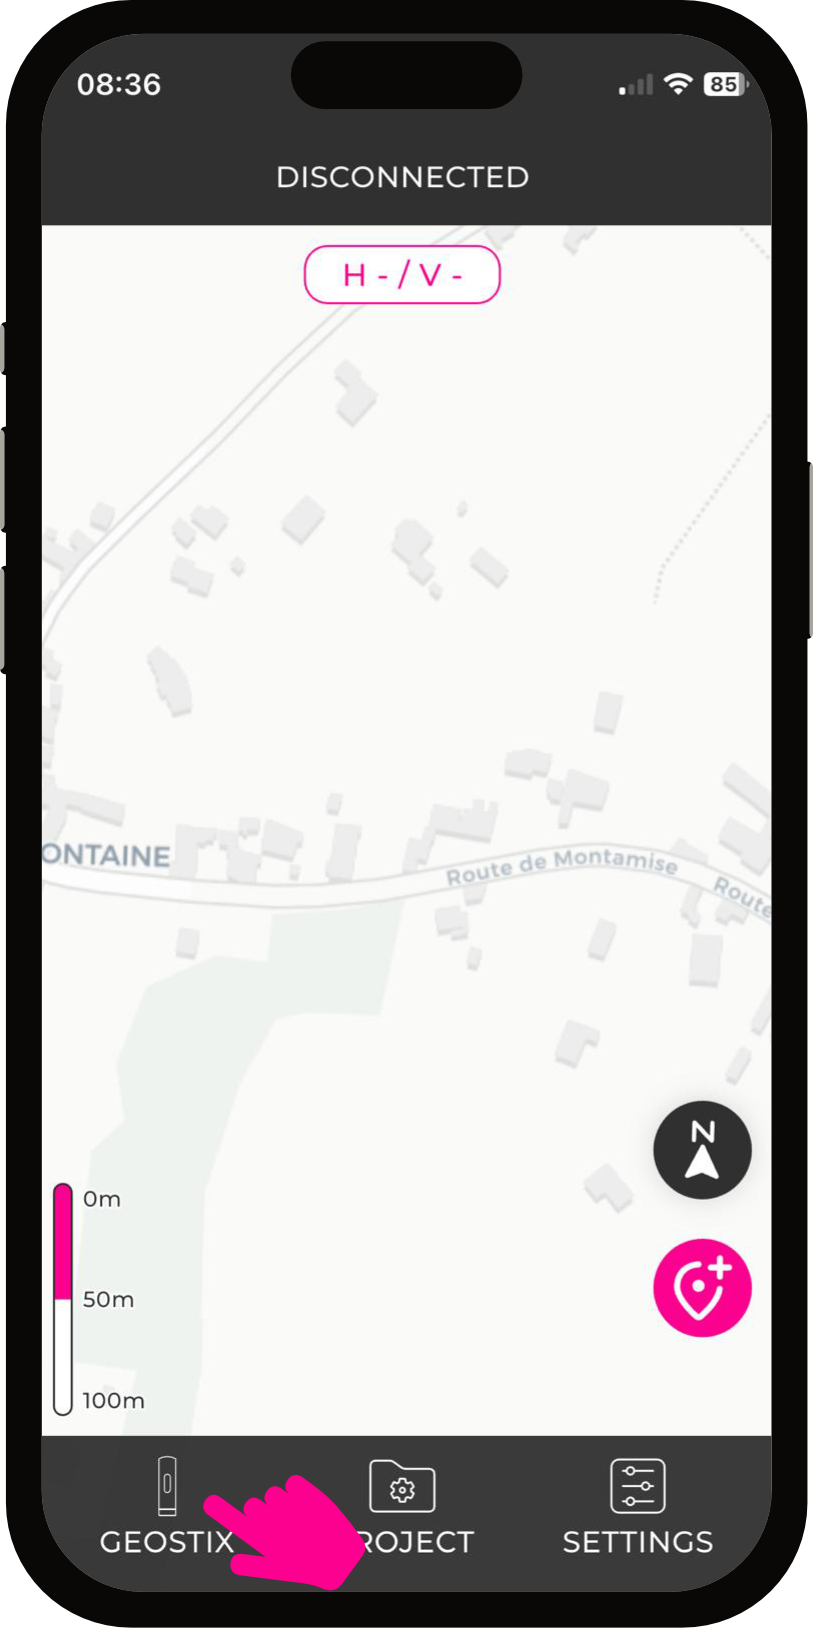 08:36
85
DISCONNECTED
H - / V -
ONTAINE
Route de Montamise
Route
N
0m
50m
100m
GEOSTIX
ROJECT
SETTINGS